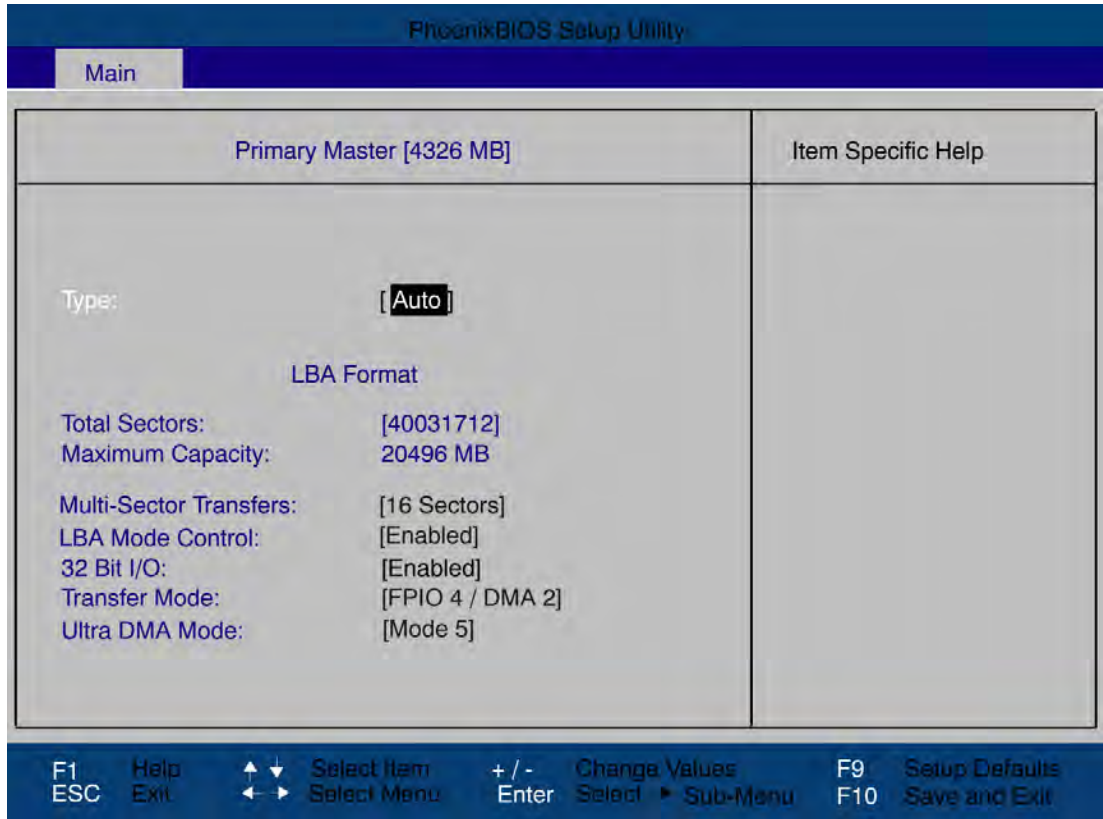 PhoenixBIOS Setup Utility
Main
Primary Master [4326 MB]
Item Specific Help
Type: [ Auto ]
LBA Format
Total Sectors: [40031712]
Maximum Capacity: 20496 MB
Multi-Sector Transfers: [16 Sectors]
LBA Mode Control: [Enabled]
32 Bit I/O: [Enabled]
Transfer Mode: [FPIO 4 / DMA 2]
Ultra DMA Mode: [Mode 5]
F1 Help ↑ ↓ Select Item + / - Change Values F9 Setup Defaults
ESC Exit ← → Select Menu Enter Select ▶ Sub-Menu F10 Save and Exit